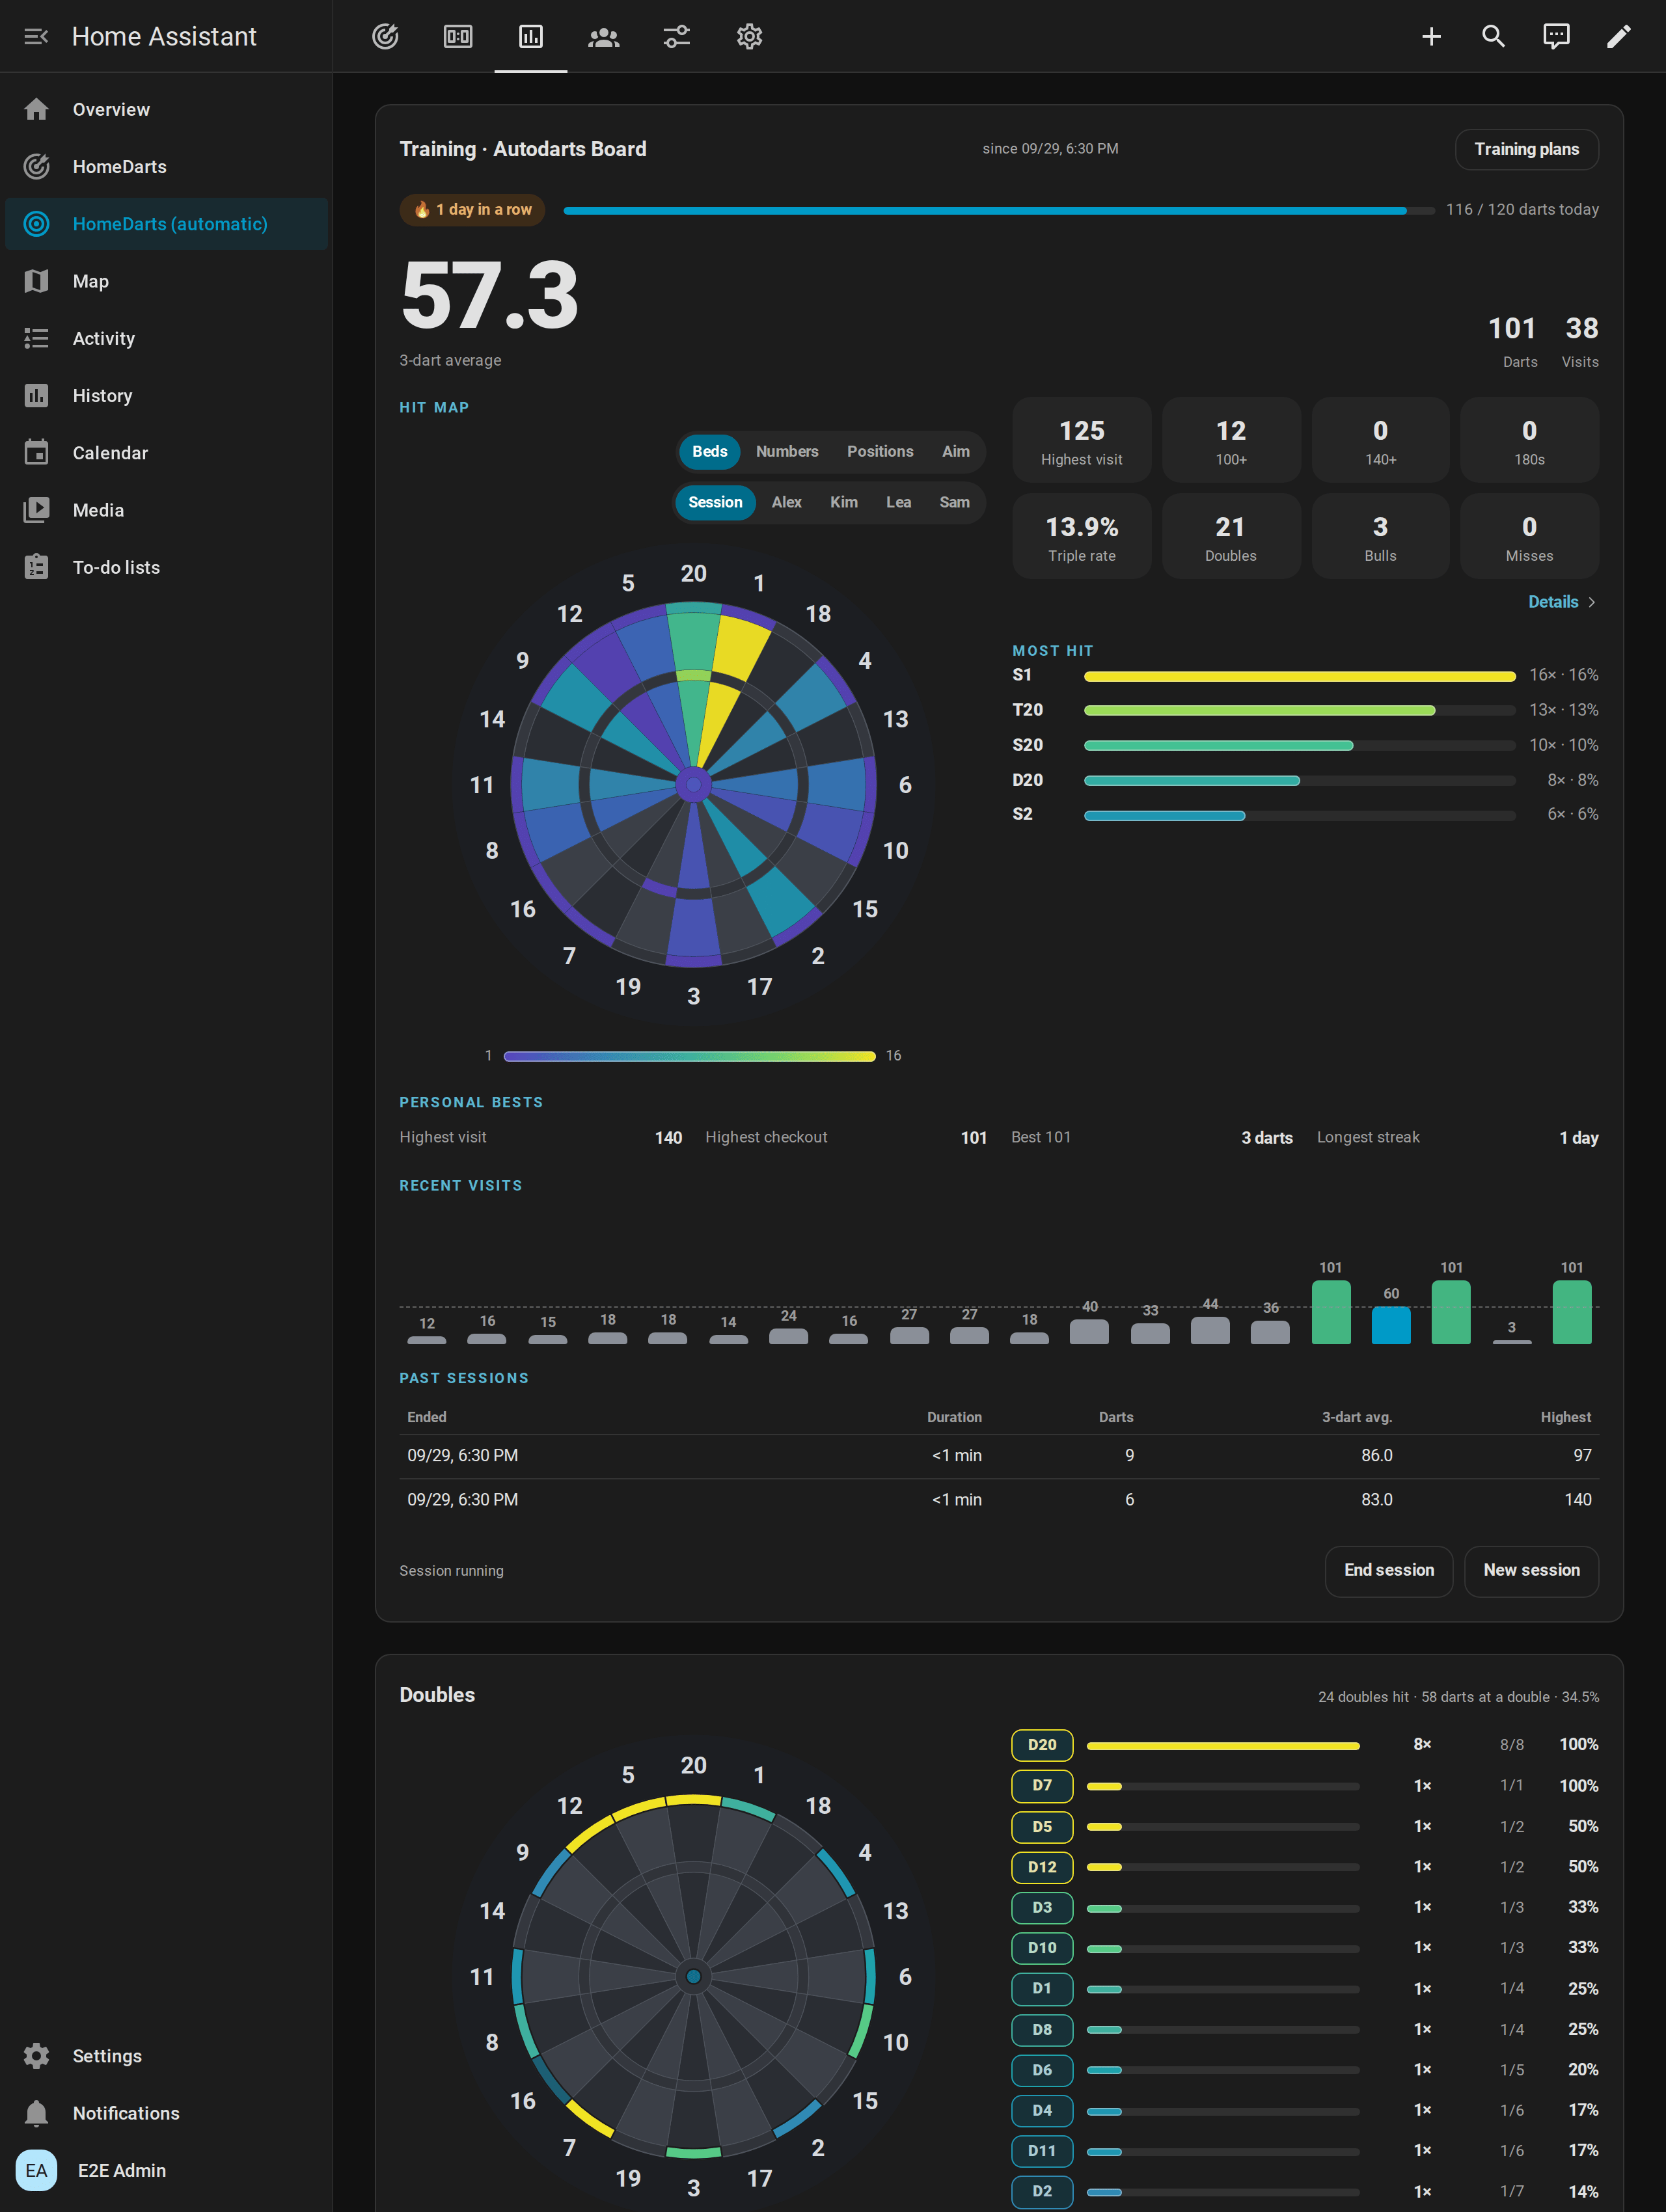 Home Assistant
Overview
HomeDarts
HomeDarts (automatic)
Map
Activity
History
Calendar
Media
To-do lists
Settings
Notifications
EA E2E Admin
Training · Autodarts Board
since 09/29, 6:30 PM
Training plans
🔥 1 day in a row
116 / 120 darts today
57.3
3-dart average
101 38
Darts Visits
HIT MAP
Beds Numbers Positions Aim
Session Alex Kim Lea Sam
20
1
18
4
13
6
10
15
2
17
3
19
7
16
8
11
14
9
12
5
1 16
125 12 0 0
Highest visit 100+ 140+ 180s
13.9% 21 3 0
Triple rate Doubles Bulls Misses
Details
MOST HIT
S1 16× · 16%
T20 13× · 13%
S20 10× · 10%
D20 8× · 8%
S2 6× · 6%
PERSONAL BESTS
Highest visit 140 Highest checkout 101 Best 101 3 darts Longest streak 1 day
RECENT VISITS
12 16 15 18 18 14 24 16 27 27 18 40 33 44 36 101 60 101 3 101
PAST SESSIONS
Ended Duration Darts 3-dart avg. Highest
09/29, 6:30 PM <1 min 9 86.0 97
09/29, 6:30 PM <1 min 6 83.0 140
Session running
End session
New session
Doubles
24 doubles hit · 58 darts at a double · 34.5%
20
1
18
4
13
6
10
15
2
17
3
19
7
16
8
11
14
9
12
5
D20 8× 8/8 100%
D7 1× 1/1 100%
D5 1× 1/2 50%
D12 1× 1/2 50%
D3 1× 1/3 33%
D10 1× 1/3 33%
D1 1× 1/4 25%
D8 1× 1/4 25%
D6 1× 1/5 20%
D4 1× 1/6 17%
D11 1× 1/6 17%
D2 1× 1/7 14%